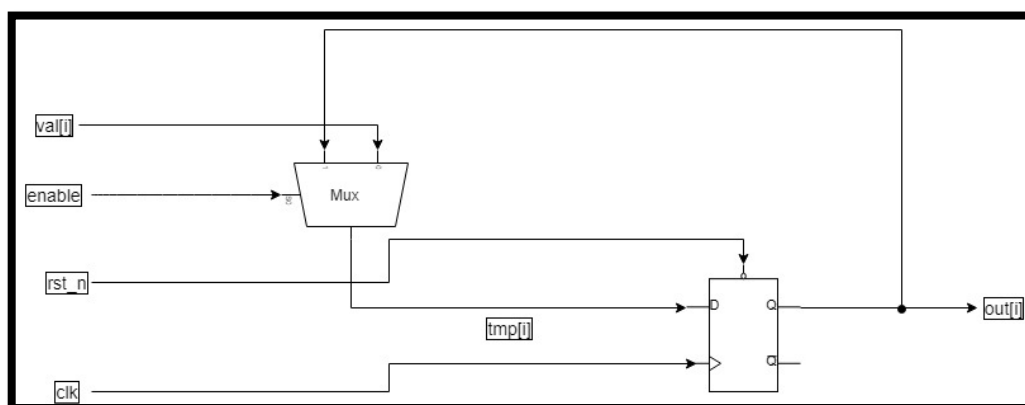 val[i]
enable
Mux
rst_n
D
Q
out[i]
tmp[i]
Q
clk